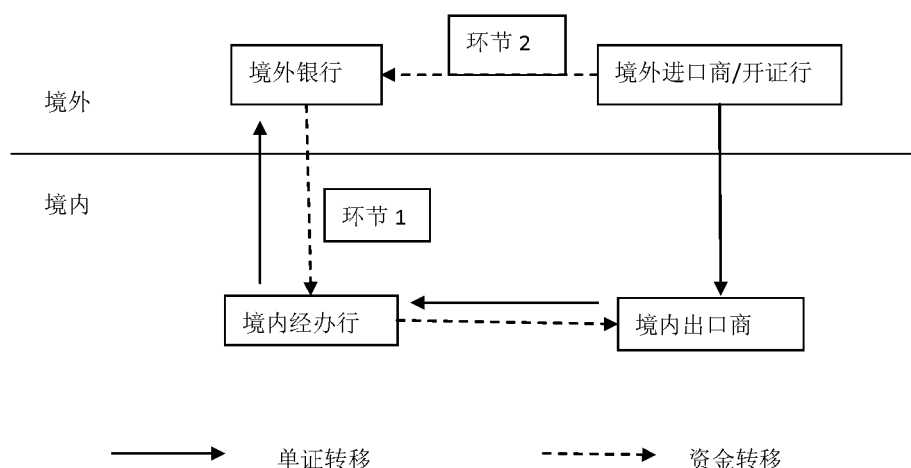 环节 2
境外银行
境外进口商/开证行
境外
境内
环节 1
境内经办行
境内出口商
单证转移
资金转移